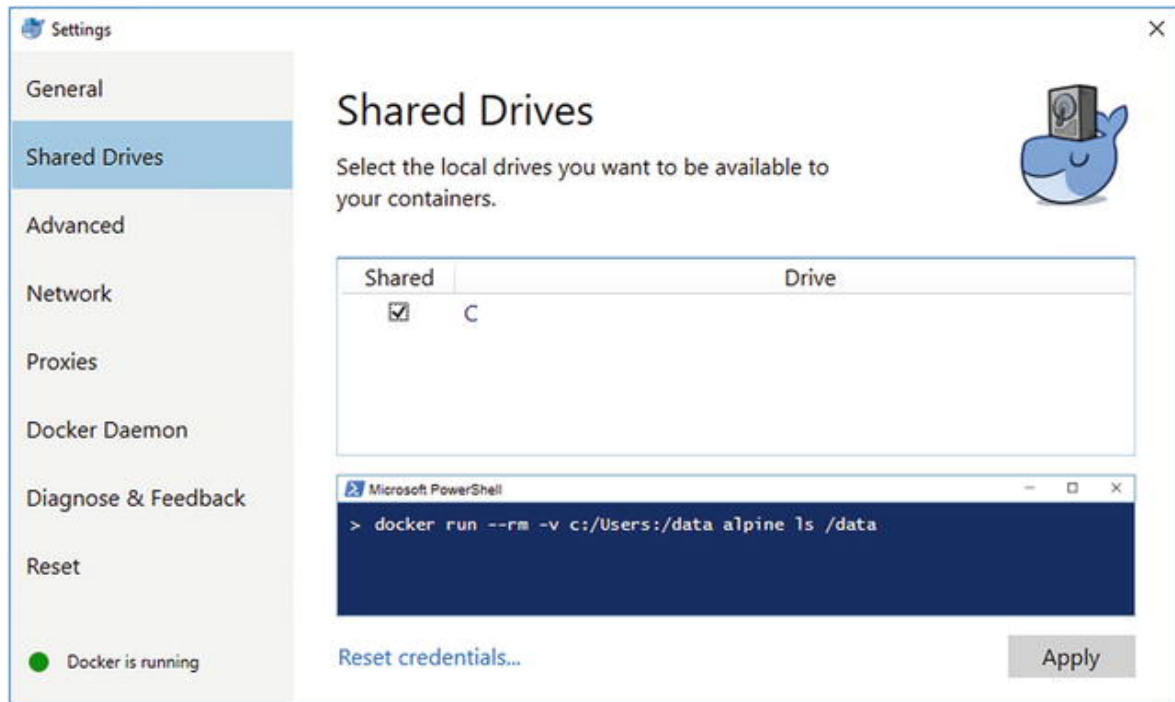 Settings
General
Shared Drives
Advanced
Network
Proxies
Docker Daemon
Diagnose & Feedback
Reset
Docker is running
Shared Drives
Select the local drives you want to be available to
your containers.
Shared Drive
C
Microsoft PowerShell
> docker run --rm -v c:/Users:/data alpine ls /data
Reset credentials...
Apply